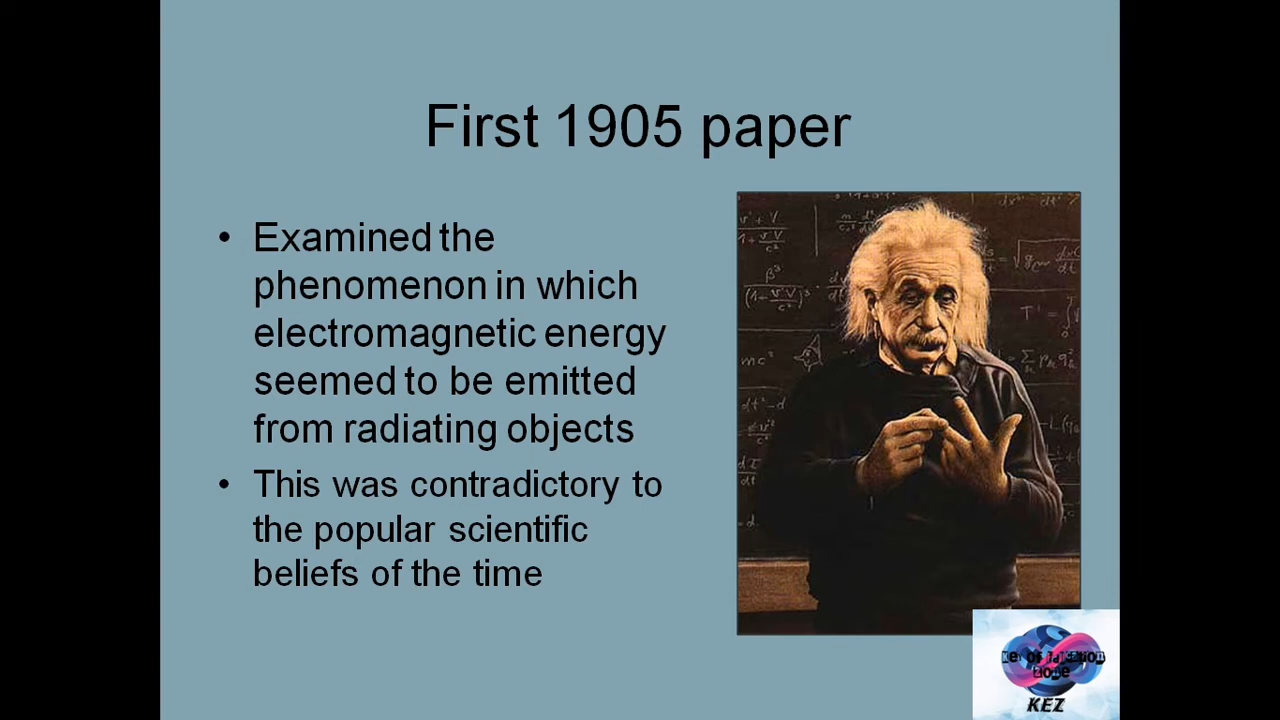 First 1905 paper
• Examined the
phenomenon in which
electromagnetic energy
seemed to be emitted
from radiating objects
• This was contradictory to
the popular scientific
beliefs of the time
mc²
T' =
KEZ